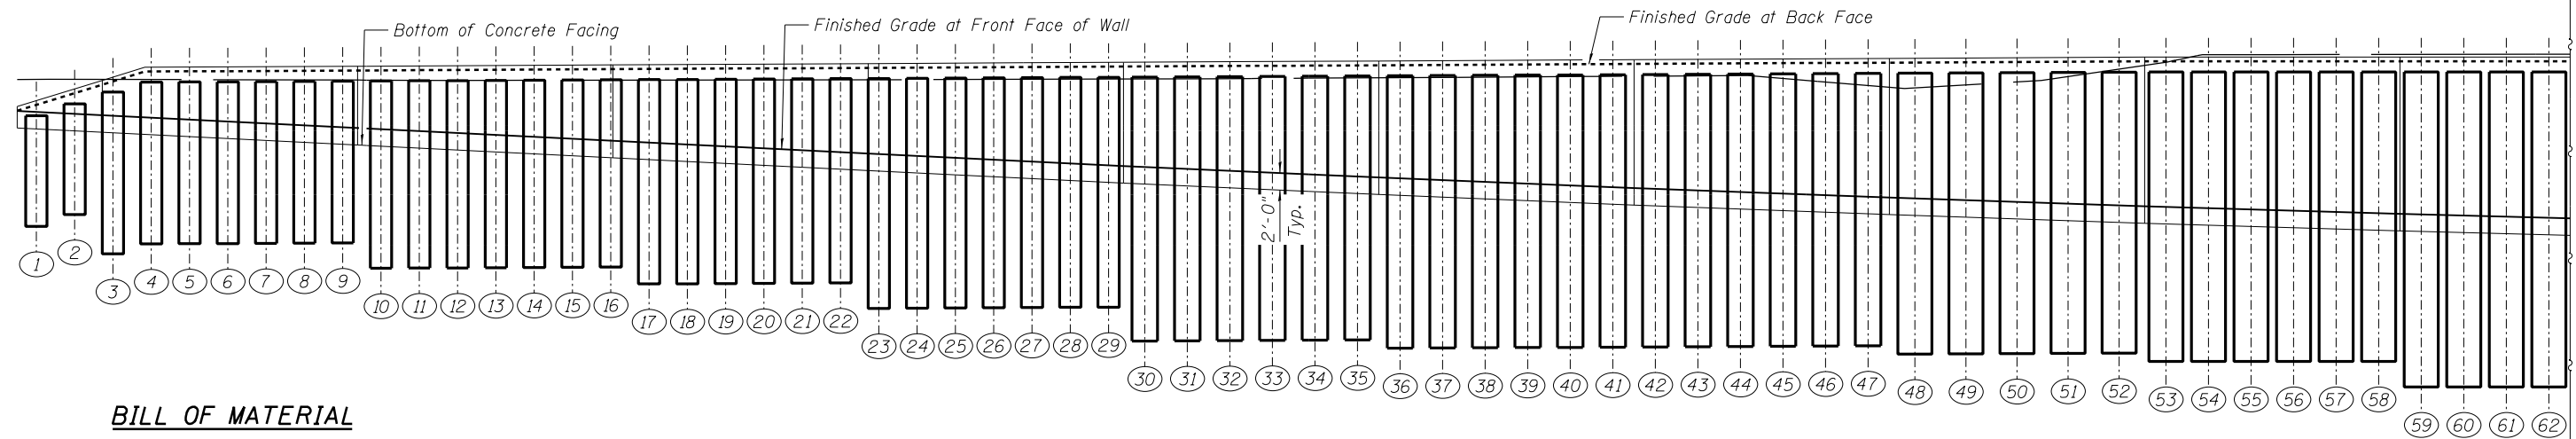 Finished Grade at Back Face
Bottom of Concrete Facing
Finished Grade at Front Face of Wall
2'-0"
Typ.
1 2 3 4 5 6 7 8 9 10 11 12 13 14 15 16 17 18 19 20 21 22 23 24 25 26 27 28 29 30 31 32 33 34 35 36 37 38 39 40 41 42 43 44 45 46 47 48 49 50 51 52 53 54 55 56 57 58 59 60 61 62
BILL OF MATERIAL